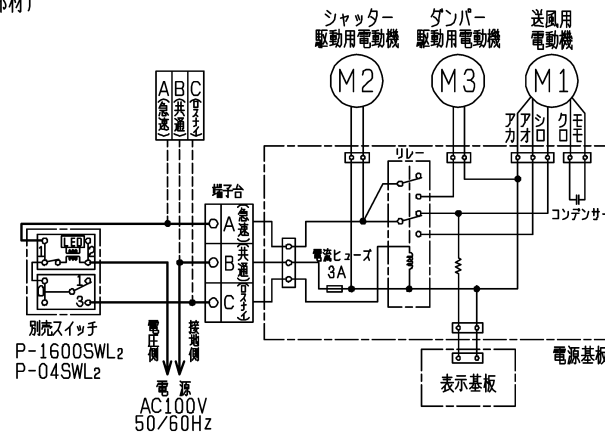 部材)
シャッター
駆動用電動機
ダンパー
駆動用電動機
送風用
電動機
M2
M3
M1
A(急速)
B(共通)
C(ロスナイ)
アカ
アオ
シロ
クロ
モモ
リレー
コンデンサー
端子台
A(急速)
B(共通)
C(ロスナイ)
電流ヒューズ
3A
LED
1
2
0
1
3
別売スイッチ
P-1600SWL2
P-04SWL2
電圧側
接地側
電源
AC100V
50/60Hz
表示基板
電源基板